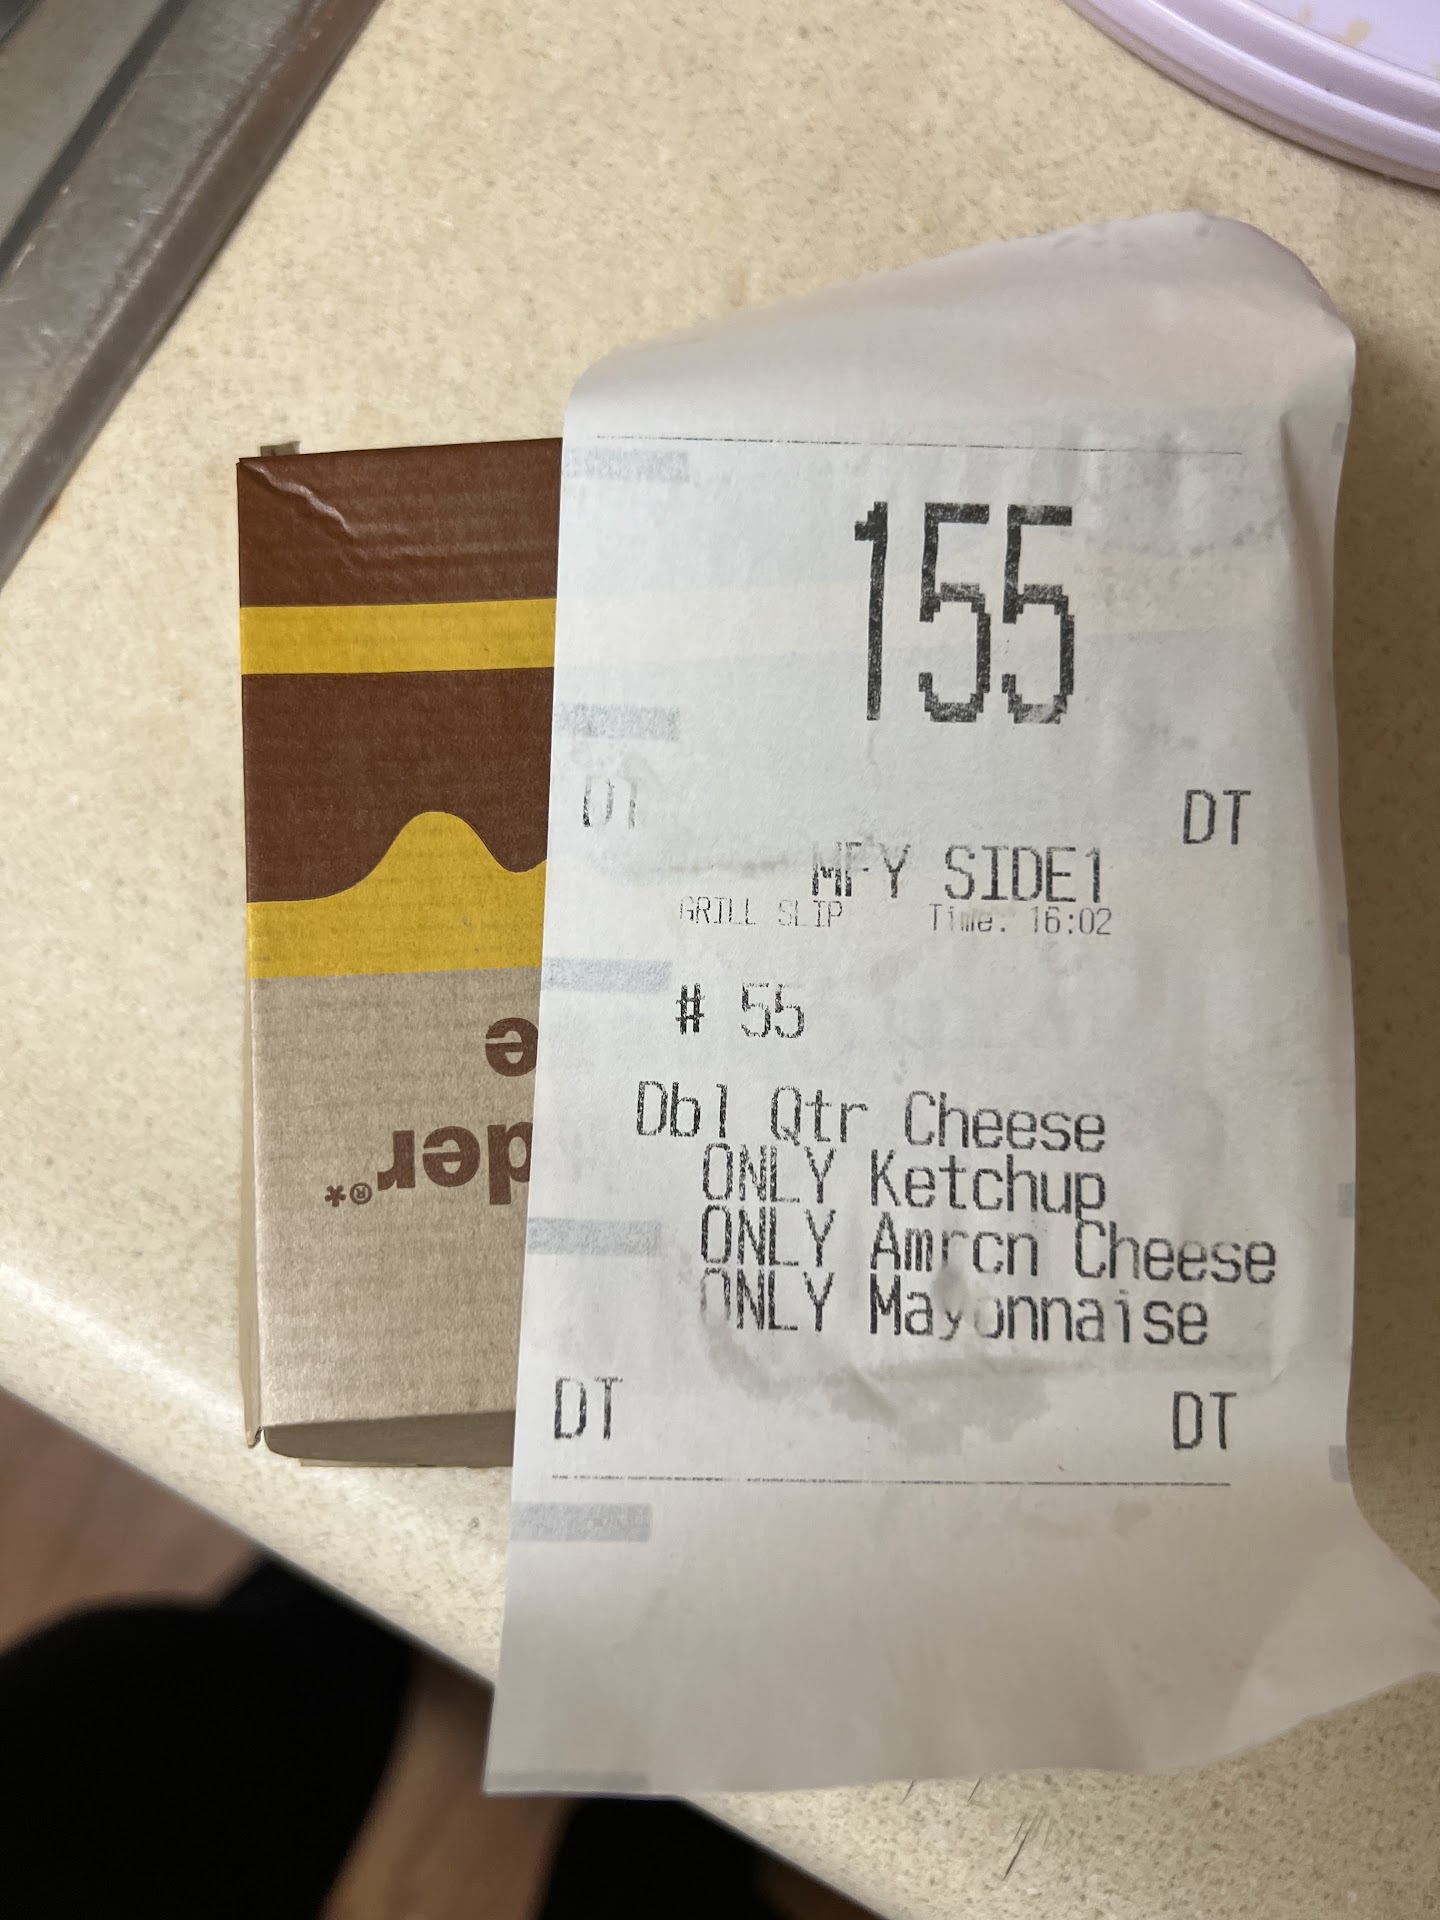 155
DT DT
MFY SIDE1
GRILL SLIP Time: 16:02
# 55
Dbl Qtr Cheese
ONLY Ketchup
ONLY Amrcn Cheese
ONLY Mayonnaise
DT DT
der®*
e